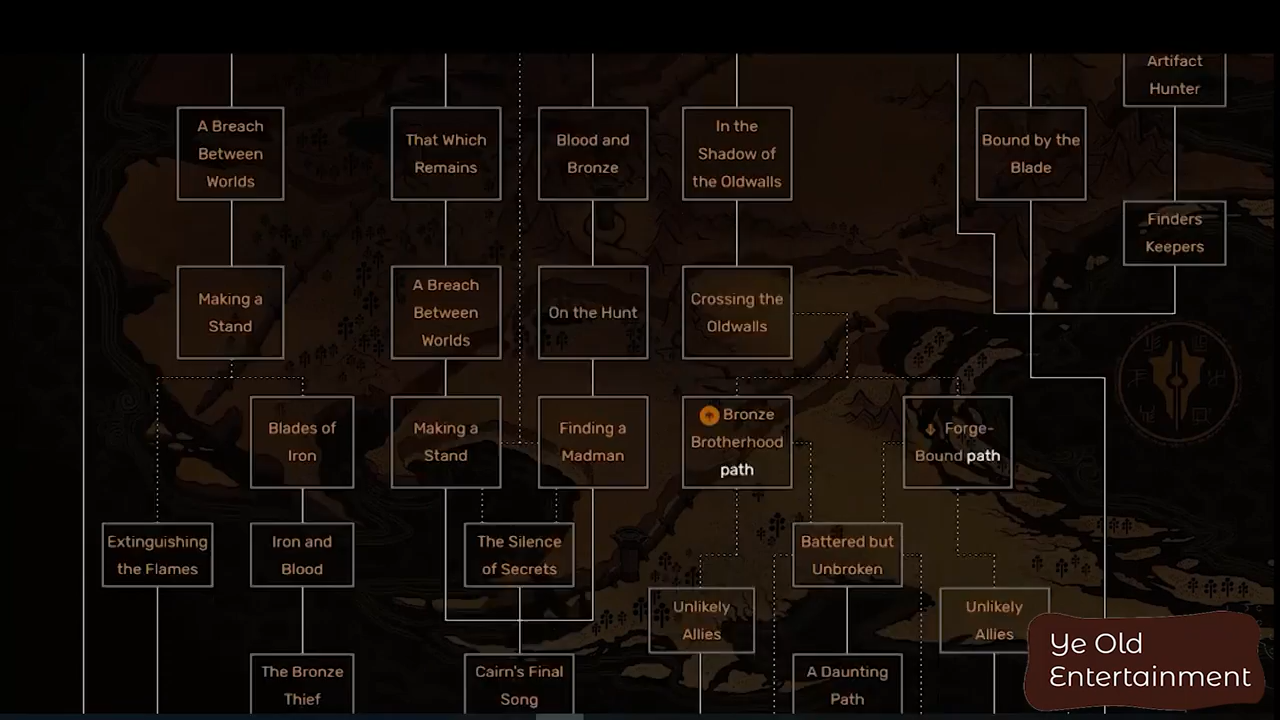 Artifact
Hunter
A Breach
Between
Worlds
That Which
Remains
Blood and
Bronze
In the
Shadow of
the Oldwalls
Bound by the
Blade
Finders
Keepers
Making a
Stand
A Breach
Between
Worlds
On the Hunt
Crossing the
Oldwalls
Blades of
Iron
Making a
Stand
Finding a
Madman
Bronze
Brotherhood
path
Forge-
Bound path
Extinguishing
the Flames
Iron and
Blood
The Silence
of Secrets
Battered but
Unbroken
Unlikely
Allies
Unlikely
Allies
The Bronze
Thief
Cairn's Final
Song
A Daunting
Path
Ye Old
Entertainment